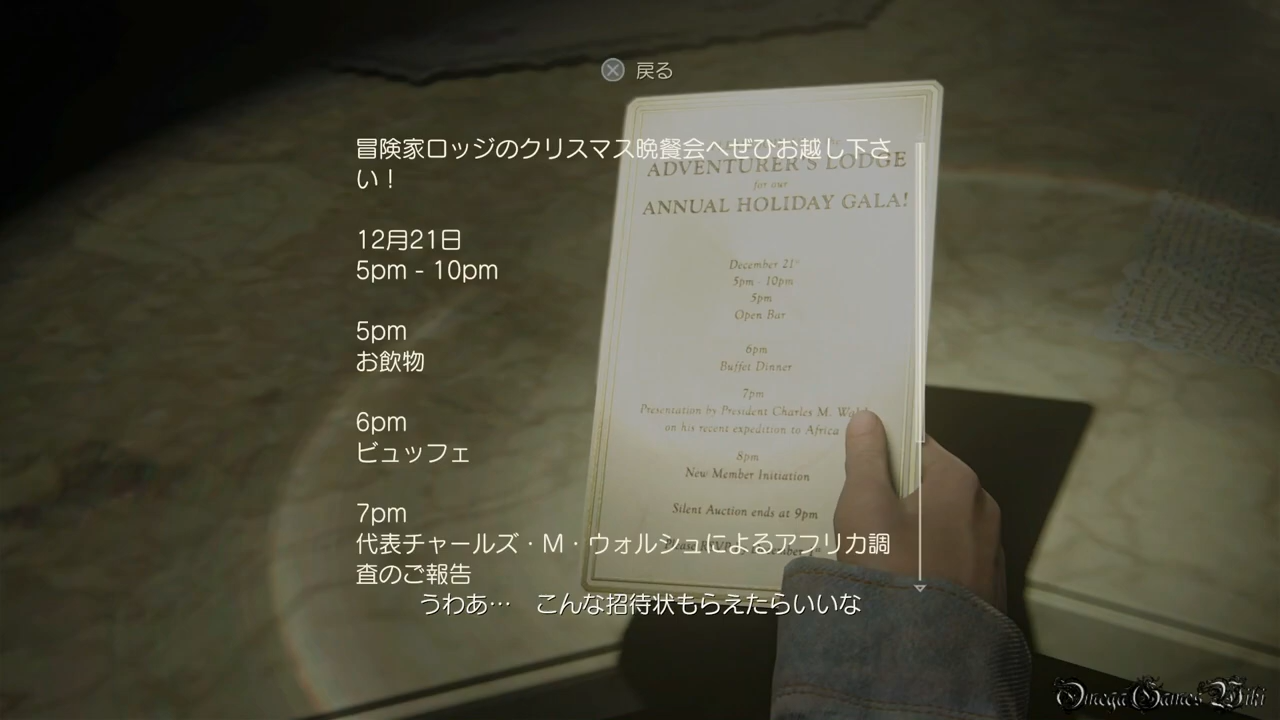 戻る
冒険家ロッジのクリスマス晩餐会へぜひお越し下さ
い！
12月21日
5pm - 10pm
5pm
お飲物
6pm
ビュッフェ
7pm
代表チャールズ・M・ウォルシュによるアフリカ調
査のご報告
うわあ…　こんな招待状もらえたらいいな
ADVENTURER'S LODGE
for our
ANNUAL HOLIDAY GALA!
December 21st
5pm - 10pm
5pm
Open Bar
6pm
Buffet Dinner
7pm
Presentation by President Charles M.
on his recent expedition to Africa
8pm
New Member Initiation
Silent Auction ends at 9pm
Omega Games Wiki